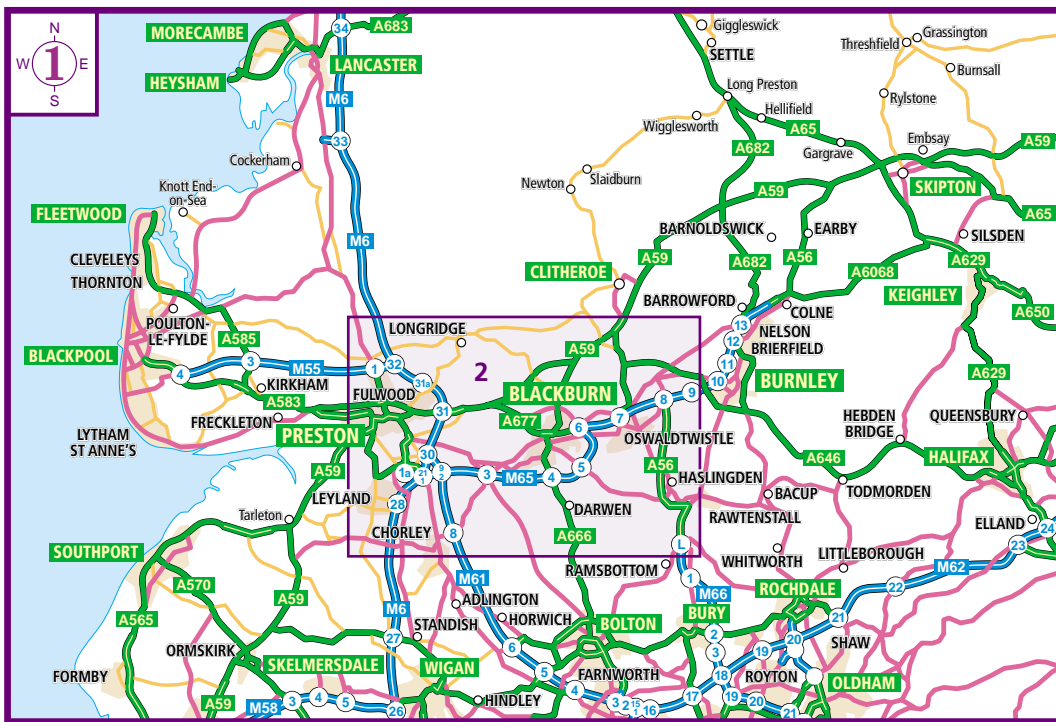 N
W 1 E
S
MORECAMBE
34
A683
LANCASTER
HEYSHAM
M6
33
Giggleswick
SETTLE
Grassington
Threshfield
Burnsall
Long Preston
Rylstone
Hellifield
Wigglesworth
A65
A682
Gargrave
Embsay
A59
Cockerham
Slaidburn
Newton
SKIPTON
A59
A65
Knott End-
on-Sea
FLEETWOOD
M6
BARNOLDSWICK
EARBY
SILSDEN
CLEVELEYS
THORNTON
A59
A682
A56
A6068
A629
CLITHEROE
KEIGHLEY
A650
BARROWFORD
COLNE
POULTON-
LE-FYLDE
A585
LONGRIDGE
13
NELSON
12
BRIERFIELD
BLACKPOOL
4
3
M55
1
32
A59
2
11
31a
10
BURNLEY
A629
KIRKHAM
A583
FULWOOD
BLACKBURN
8
9
FRECKLETON
31
7
HEBDEN
BRIDGE
QUEENSBURY
PRESTON
A677
6
OSWALDTWISTLE
LYTHAM
ST ANNE'S
30
A59
1a
21
1
9
2
3
M65
4
5
A56
A646
HALIFAX
HASLINGDEN
TODMORDEN
LEYLAND
28
BACUP
DARWEN
RAWTENSTALL
Tarleton
CHORLEY
8
A666
ELLAND
24
23
SOUTHPORT
L
WHITWORTH
LITTLEBOROUGH
RAMSBOTTOM
M62
A570
M61
1
M66
22
ROCHDALE
A59
ADLINGTON
M6
A565
HORWICH
BOLTON
BURY
21
STANDISH
27
2
20
SHAW
ORMSKIRK
6
3
19
SKELMERSDALE
WIGAN
5
FARNWORTH
18
ROYTON
FORMBY
4
OLDHAM
A59
M58
3
4
5
26
HINDLEY
3
2
15
1
16
17
19
20
21